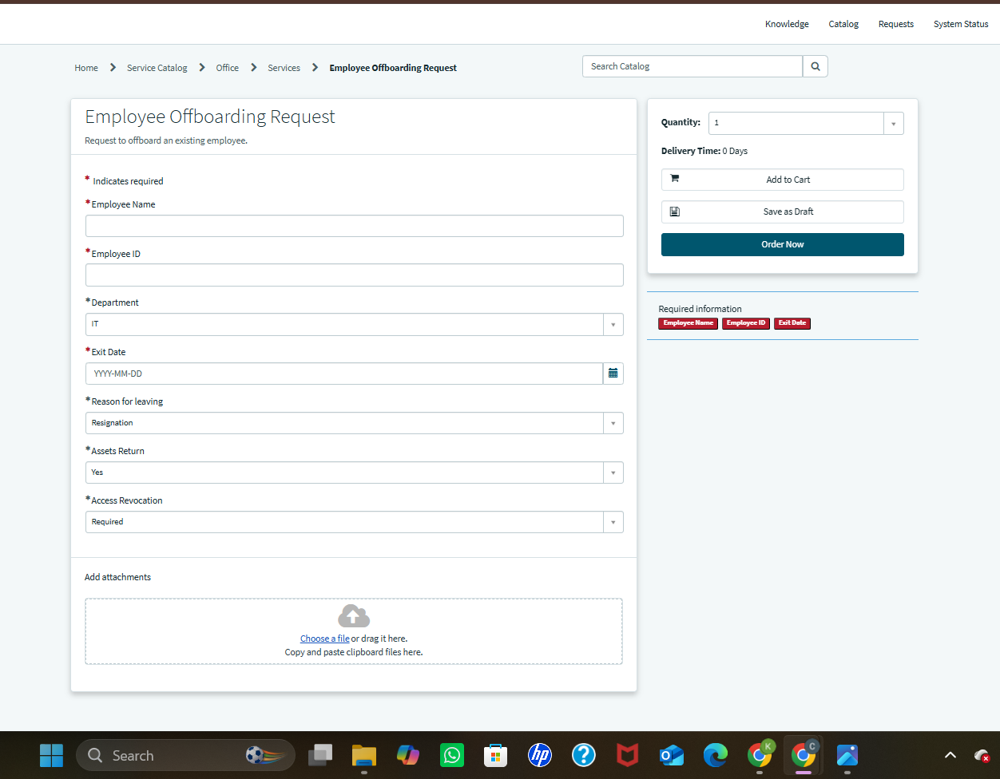 Knowledge Catalog Requests System Status
Home Service Catalog Office Services Employee Offboarding Request
Search Catalog
Employee Offboarding Request
Request to offboard an existing employee.
* Indicates required
*Employee Name
*Employee ID
*Department
IT
*Exit Date
YYYY-MM-DD
*Reason for leaving
Resignation
*Assets Return
Yes
*Access Revocation
Required
Add attachments
Choose a file or drag it here.
Copy and paste clipboard files here.
Quantity: 1
Delivery Time: 0 Days
Add to Cart
Save as Draft
Order Now
Required information
Employee Name Employee ID Exit Date
Search
hp
?
K
C